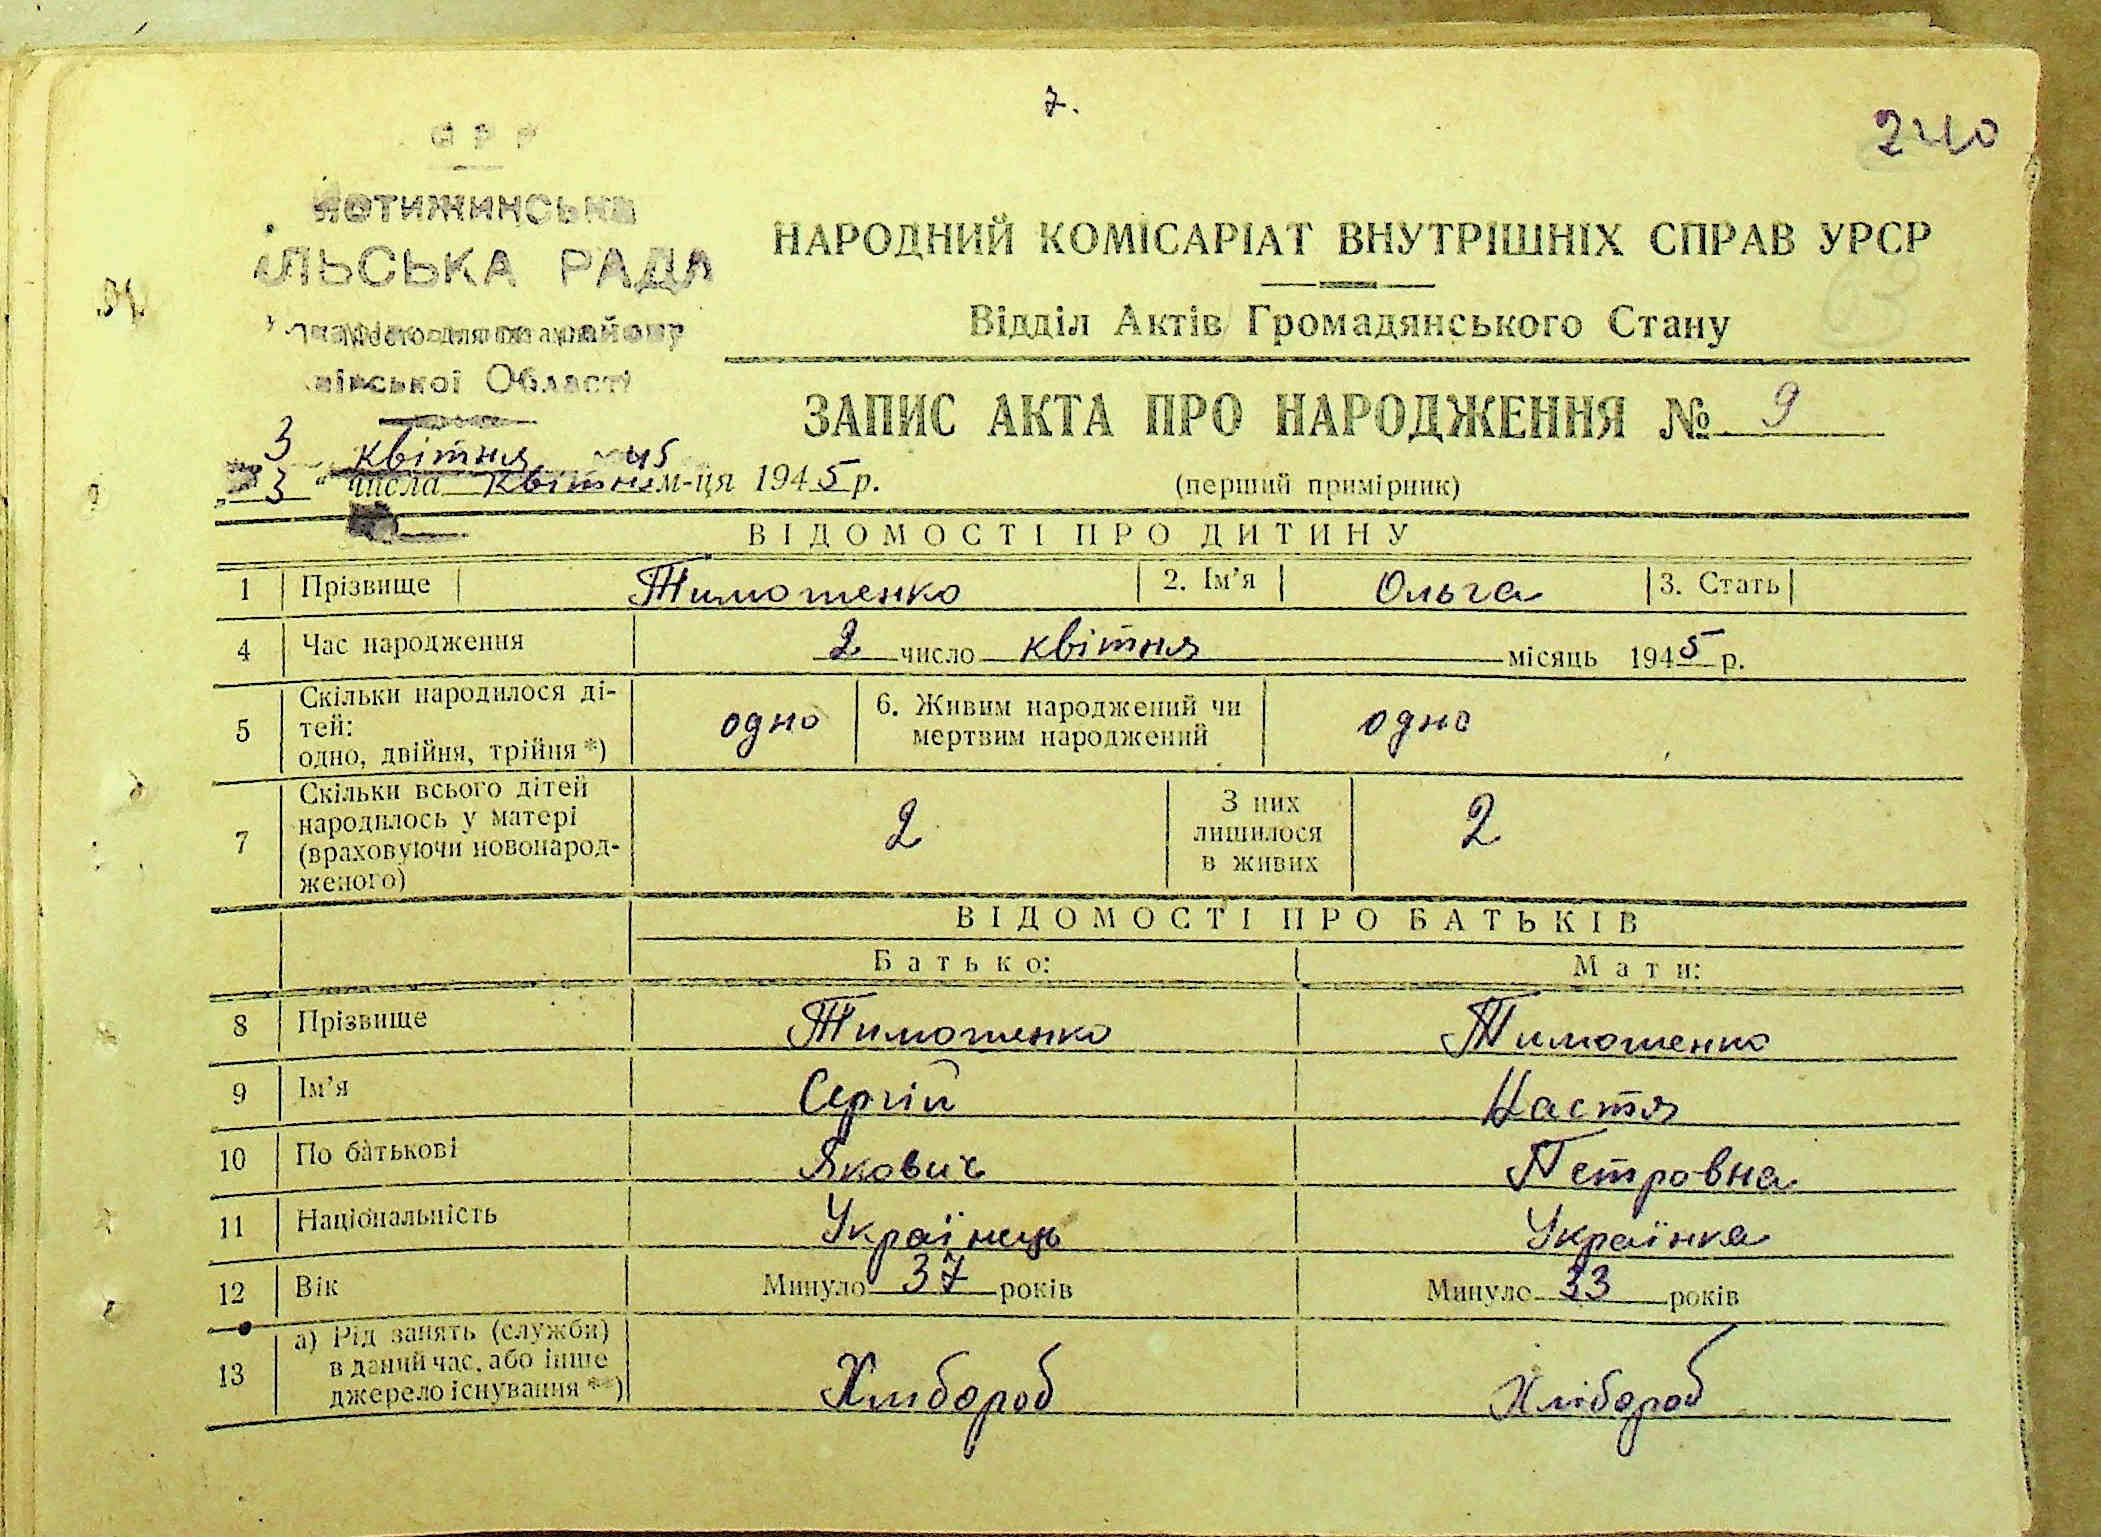 7.
240
С Р Р
ЛЬСЬКА РАДА
Області
НАРОДНИЙ КОМІСАРІАТ ВНУТРІШНІХ СПРАВ УРСР
Відділ Актів Громадянського Стану
ЗАПИС АКТА ПРО НАРОДЖЕННЯ № 9
(перший примірник)
3 квітня 45
„ 3 “ числа квітня м-ця 1945 р.
ВІДОМОСТІ ПРО ДИТИНУ
1 Прізвище Тимошенко 2. Ім’я Ольга 3. Стать
4 Час народження 2 число квітня місяць 1945 р.
5 Скільки народилося ді-
тей:
одно, двійня, трійня *) одно 6. Живим народжений чи
мертвим народжений одно
7 Скільки всього дітей
народилось у матері
(враховуючи новонарод-
женого) 2 З них
лишилося
в живих 2
ВІДОМОСТІ ПРО БАТЬКІВ
Батько: Мати:
8 Прізвище Тимошенко Тимошенко
9 Ім’я Сергій Настя
10 По батькові Якович Петровна
11 Національність Українець Українка
12 Вік Минуло 37 років Минуло 33 років
13 а) Рід занять (служби)
в даний час, або інше
джерело існування **) Хлібороб Хлібороб